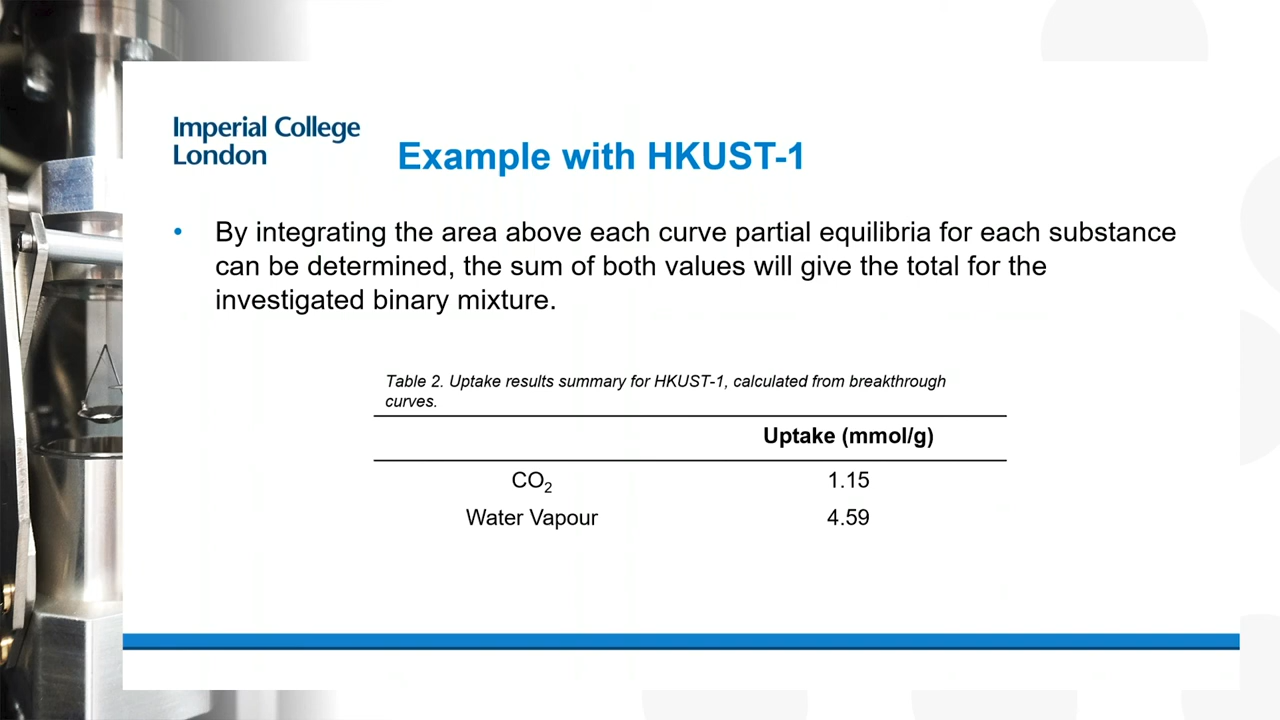 Imperial College
London
Example with HKUST-1
• By integrating the area above each curve partial equilibria for each substance
can be determined, the sum of both values will give the total for the
investigated binary mixture.
Table 2. Uptake results summary for HKUST-1, calculated from breakthrough
curves.
Uptake (mmol/g)
CO₂ 1.15
Water Vapour 4.59